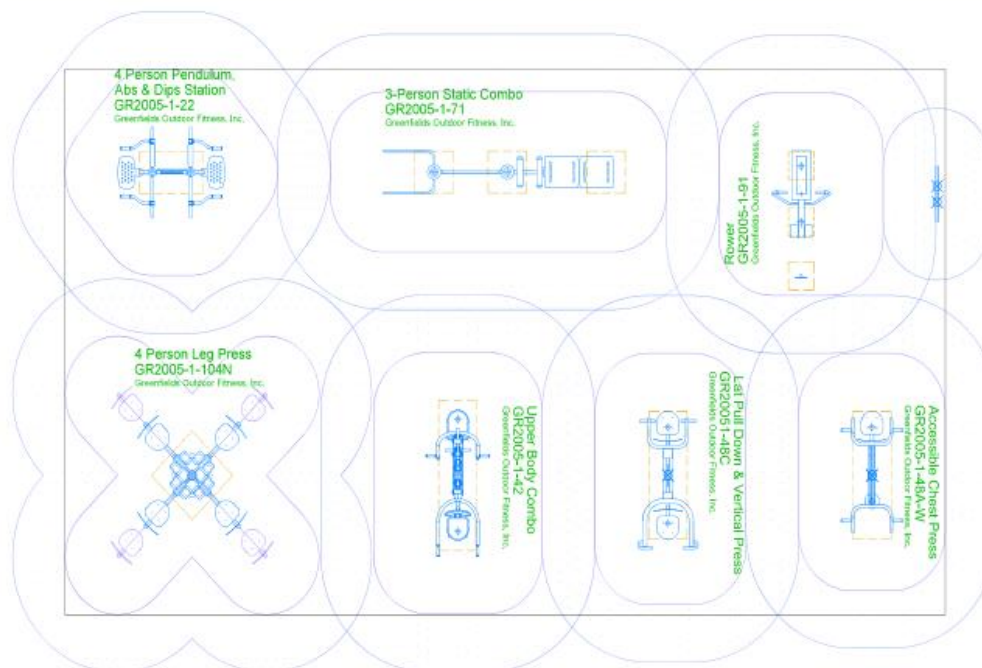 4 Person Pendulum,
Abs & Dips Station
GR2005-1-22
Greenfields Outdoor Fitness, Inc.
3-Person Static Combo
GR2005-1-71
Greenfields Outdoor Fitness, Inc.
Rower
GR2005-1-91
Greenfields Outdoor Fitness, Inc.
4 Person Leg Press
GR2005-1-104N
Greenfields Outdoor Fitness, Inc.
Upper Body Combo
GR2005-1-42
Greenfields Outdoor Fitness, Inc.
Lat Pull Down & Vertical Press
GR20051-48C
Greenfields Outdoor Fitness, Inc.
Accessible Chest Press
GR2005-1-48A-W
Greenfields Outdoor Fitness, Inc.